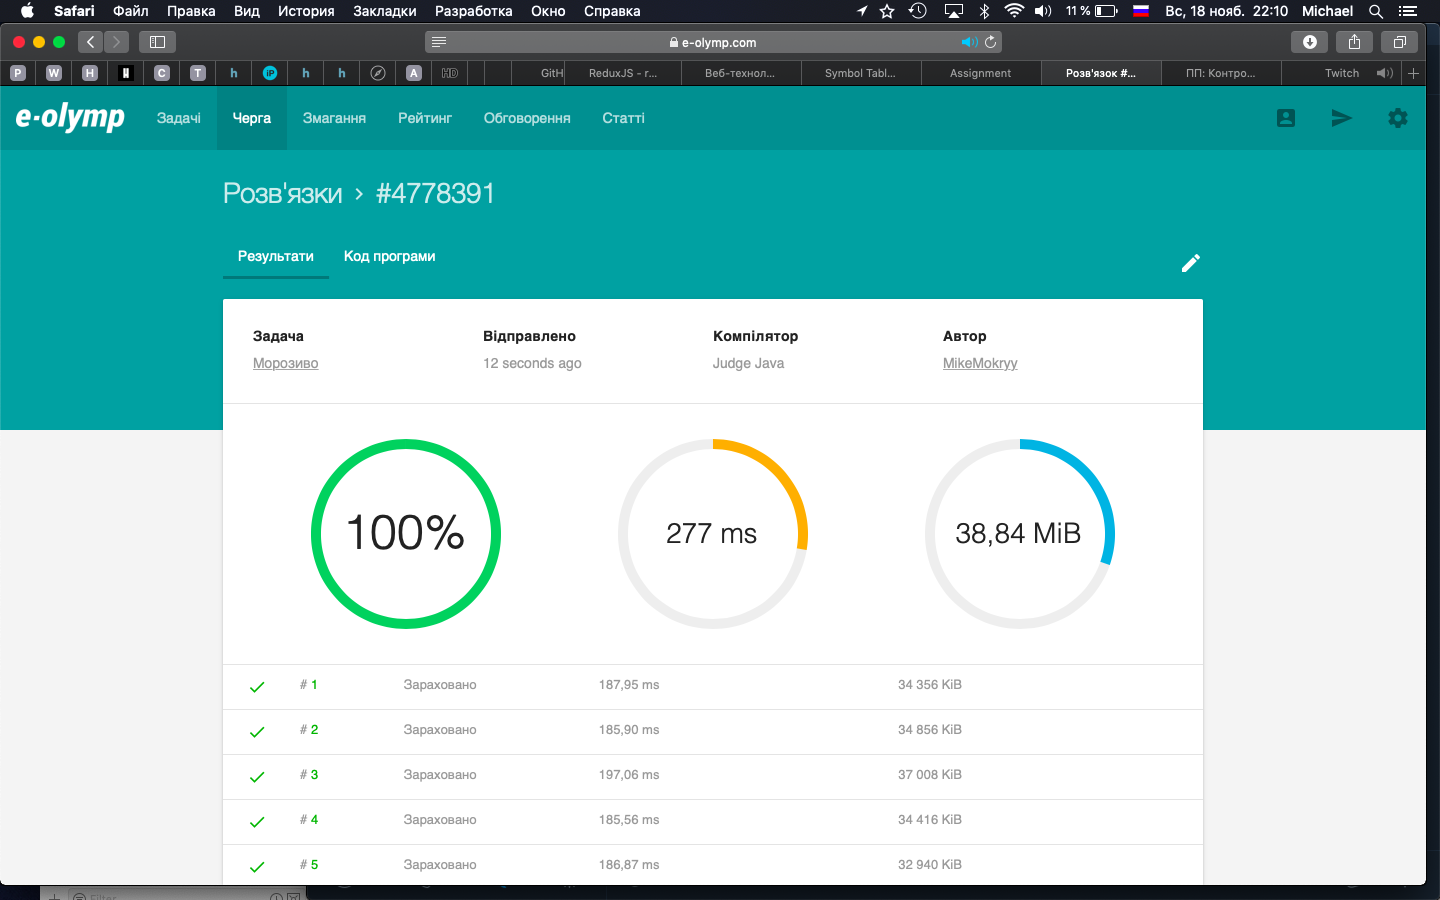 Safari Файл Правка Вид История Закладки Разработка Окно Справка 11 % Вс, 18 нояб. 22:10 Michael
e-olymp.com
P W H C T h iP h h A HD GitH ReduxJS - r... Веб-технол... Symbol Tabl... Assignment Розв'язок #... ПП: Контро... Twitch
e-olymp Задачі Черга Змагання Рейтинг Обговорення Статті
Розв'язки › #4778391
Результати Код програми
Задача Відправлено Компілятор Автор
Морозиво 12 seconds ago Judge Java MikeMokryy
100% 277 ms 38,84 MiB
# 1 Зараховано 187,95 ms 34 356 KiB
# 2 Зараховано 185,90 ms 34 856 KiB
# 3 Зараховано 197,06 ms 37 008 KiB
# 4 Зараховано 185,56 ms 34 416 KiB
# 5 Зараховано 186,87 ms 32 940 KiB